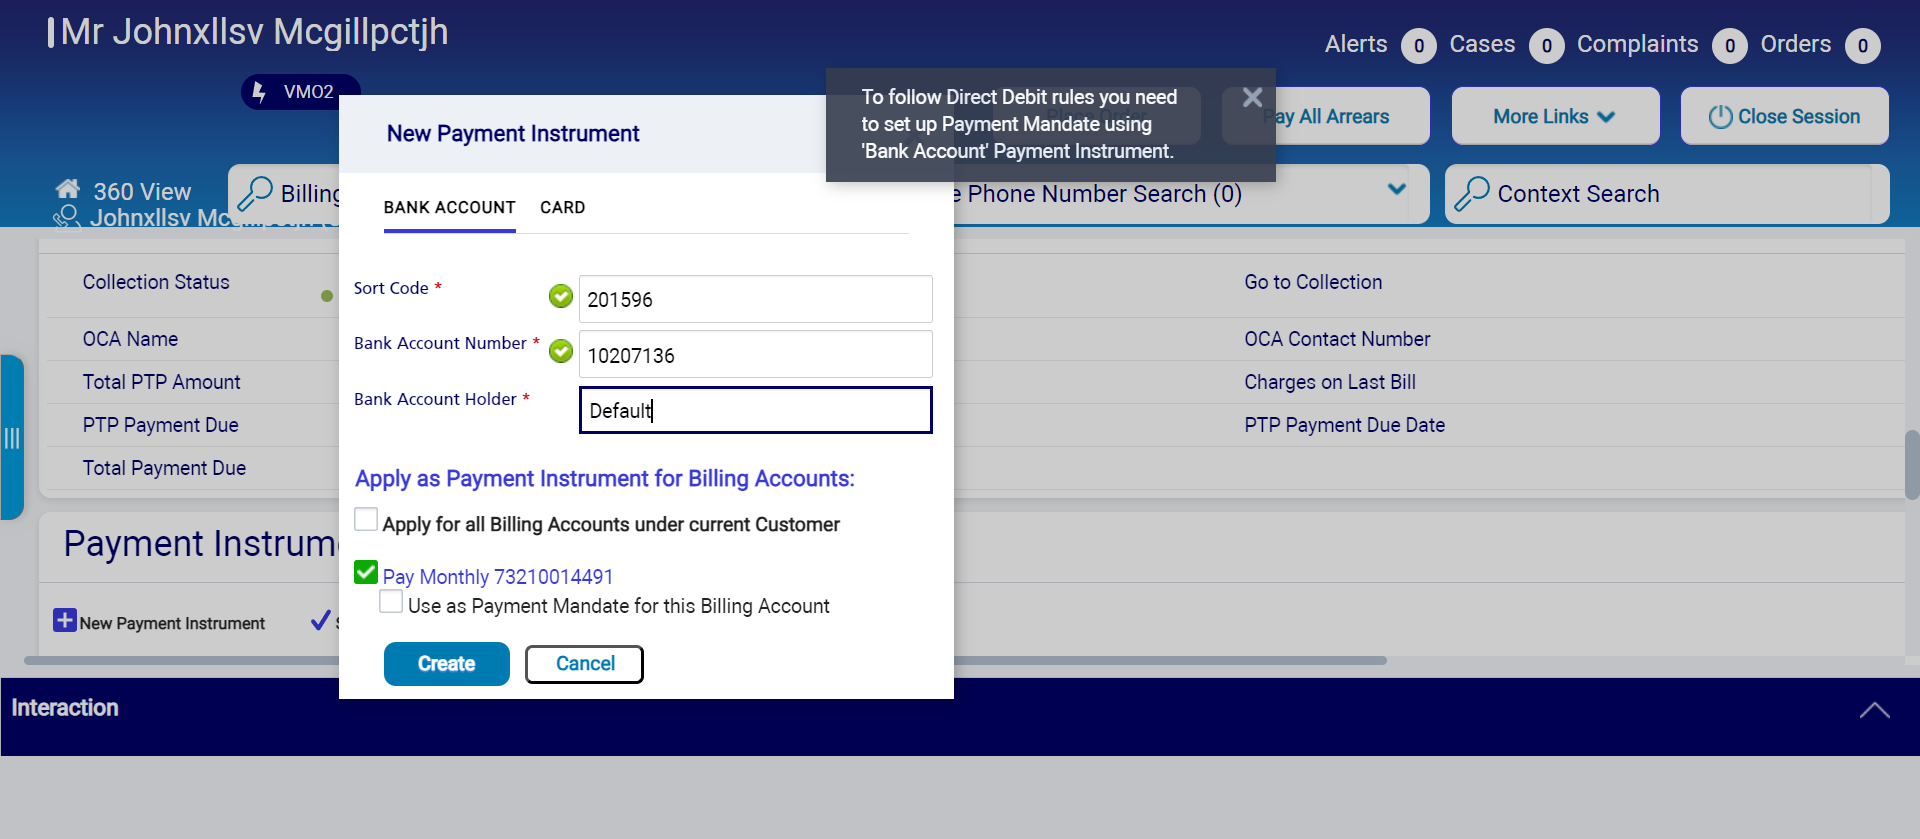 Mr Johnxllsv Mcgillpctjh
Alerts 0 Cases 0 Complaints 0 Orders 0
VMO2
To follow Direct Debit rules you need
to set up Payment Mandate using
'Bank Account' Payment Instrument.
Pay All Arrears
More Links
Close Session
360 View
Johnxllsv
Billing
Phone Number Search (0)
Context Search
New Payment Instrument
BANK ACCOUNT CARD
Sort Code * 201596
Bank Account Number * 10207136
Bank Account Holder * Default
Apply as Payment Instrument for Billing Accounts:
Apply for all Billing Accounts under current Customer
Pay Monthly 73210014491
Use as Payment Mandate for this Billing Account
Create Cancel
Collection Status
Go to Collection
OCA Name
OCA Contact Number
Total PTP Amount
Charges on Last Bill
PTP Payment Due
PTP Payment Due Date
Total Payment Due
Payment Instrum
New Payment Instrument
Interaction